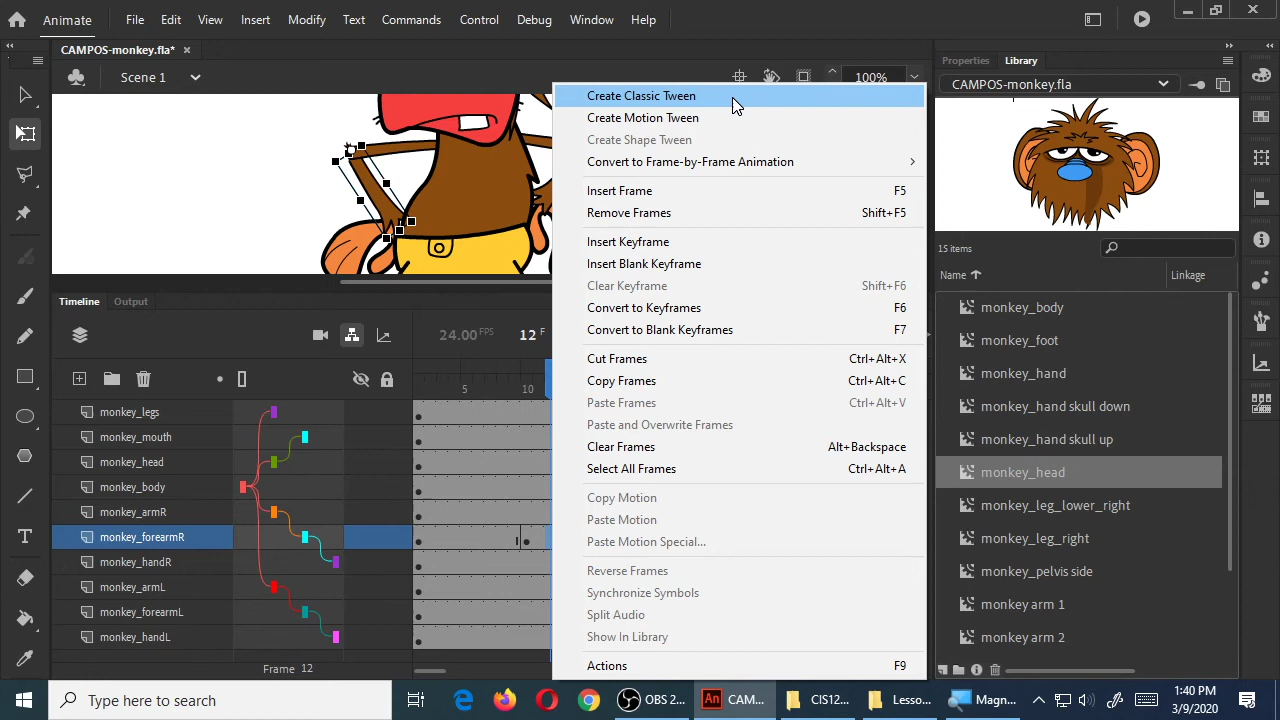 Animate File Edit View Insert Modify Text Commands Control Debug Window Help
CAMPOS-monkey.fla* ×
Scene 1 100%
Properties Library
CAMPOS-monkey.fla
Create Classic Tween
Create Motion Tween
Create Shape Tween
Convert to Frame-by-Frame Animation
Insert Frame F5
Remove Frames Shift+F5
Insert Keyframe
Insert Blank Keyframe
Clear Keyframe Shift+F6
Convert to Keyframes F6
Convert to Blank Keyframes F7
Cut Frames Ctrl+Alt+X
Copy Frames Ctrl+Alt+C
Paste Frames Ctrl+Alt+V
Paste and Overwrite Frames
Clear Frames Alt+Backspace
Select All Frames Ctrl+Alt+A
Copy Motion
Paste Motion
Paste Motion Special...
Reverse Frames
Synchronize Symbols
Split Audio
Show In Library
Actions F9
15 items
Name Linkage
monkey_body
monkey_foot
monkey_hand
monkey_hand skull down
monkey_hand skull up
monkey_head
monkey_leg_lower_right
monkey_leg_right
monkey_pelvis side
monkey arm 1
monkey arm 2
Timeline Output
24.00 FPS 12 F
5 10
monkey_legs
monkey_mouth
monkey_head
monkey_body
monkey_armR
monkey_forearmR
monkey_handR
monkey_armL
monkey_forearmL
monkey_handL
Frame 12
Type here to search
OBS 2... An CAM... CIS12... Lesso... Magn...
1:40 PM
3/9/2020